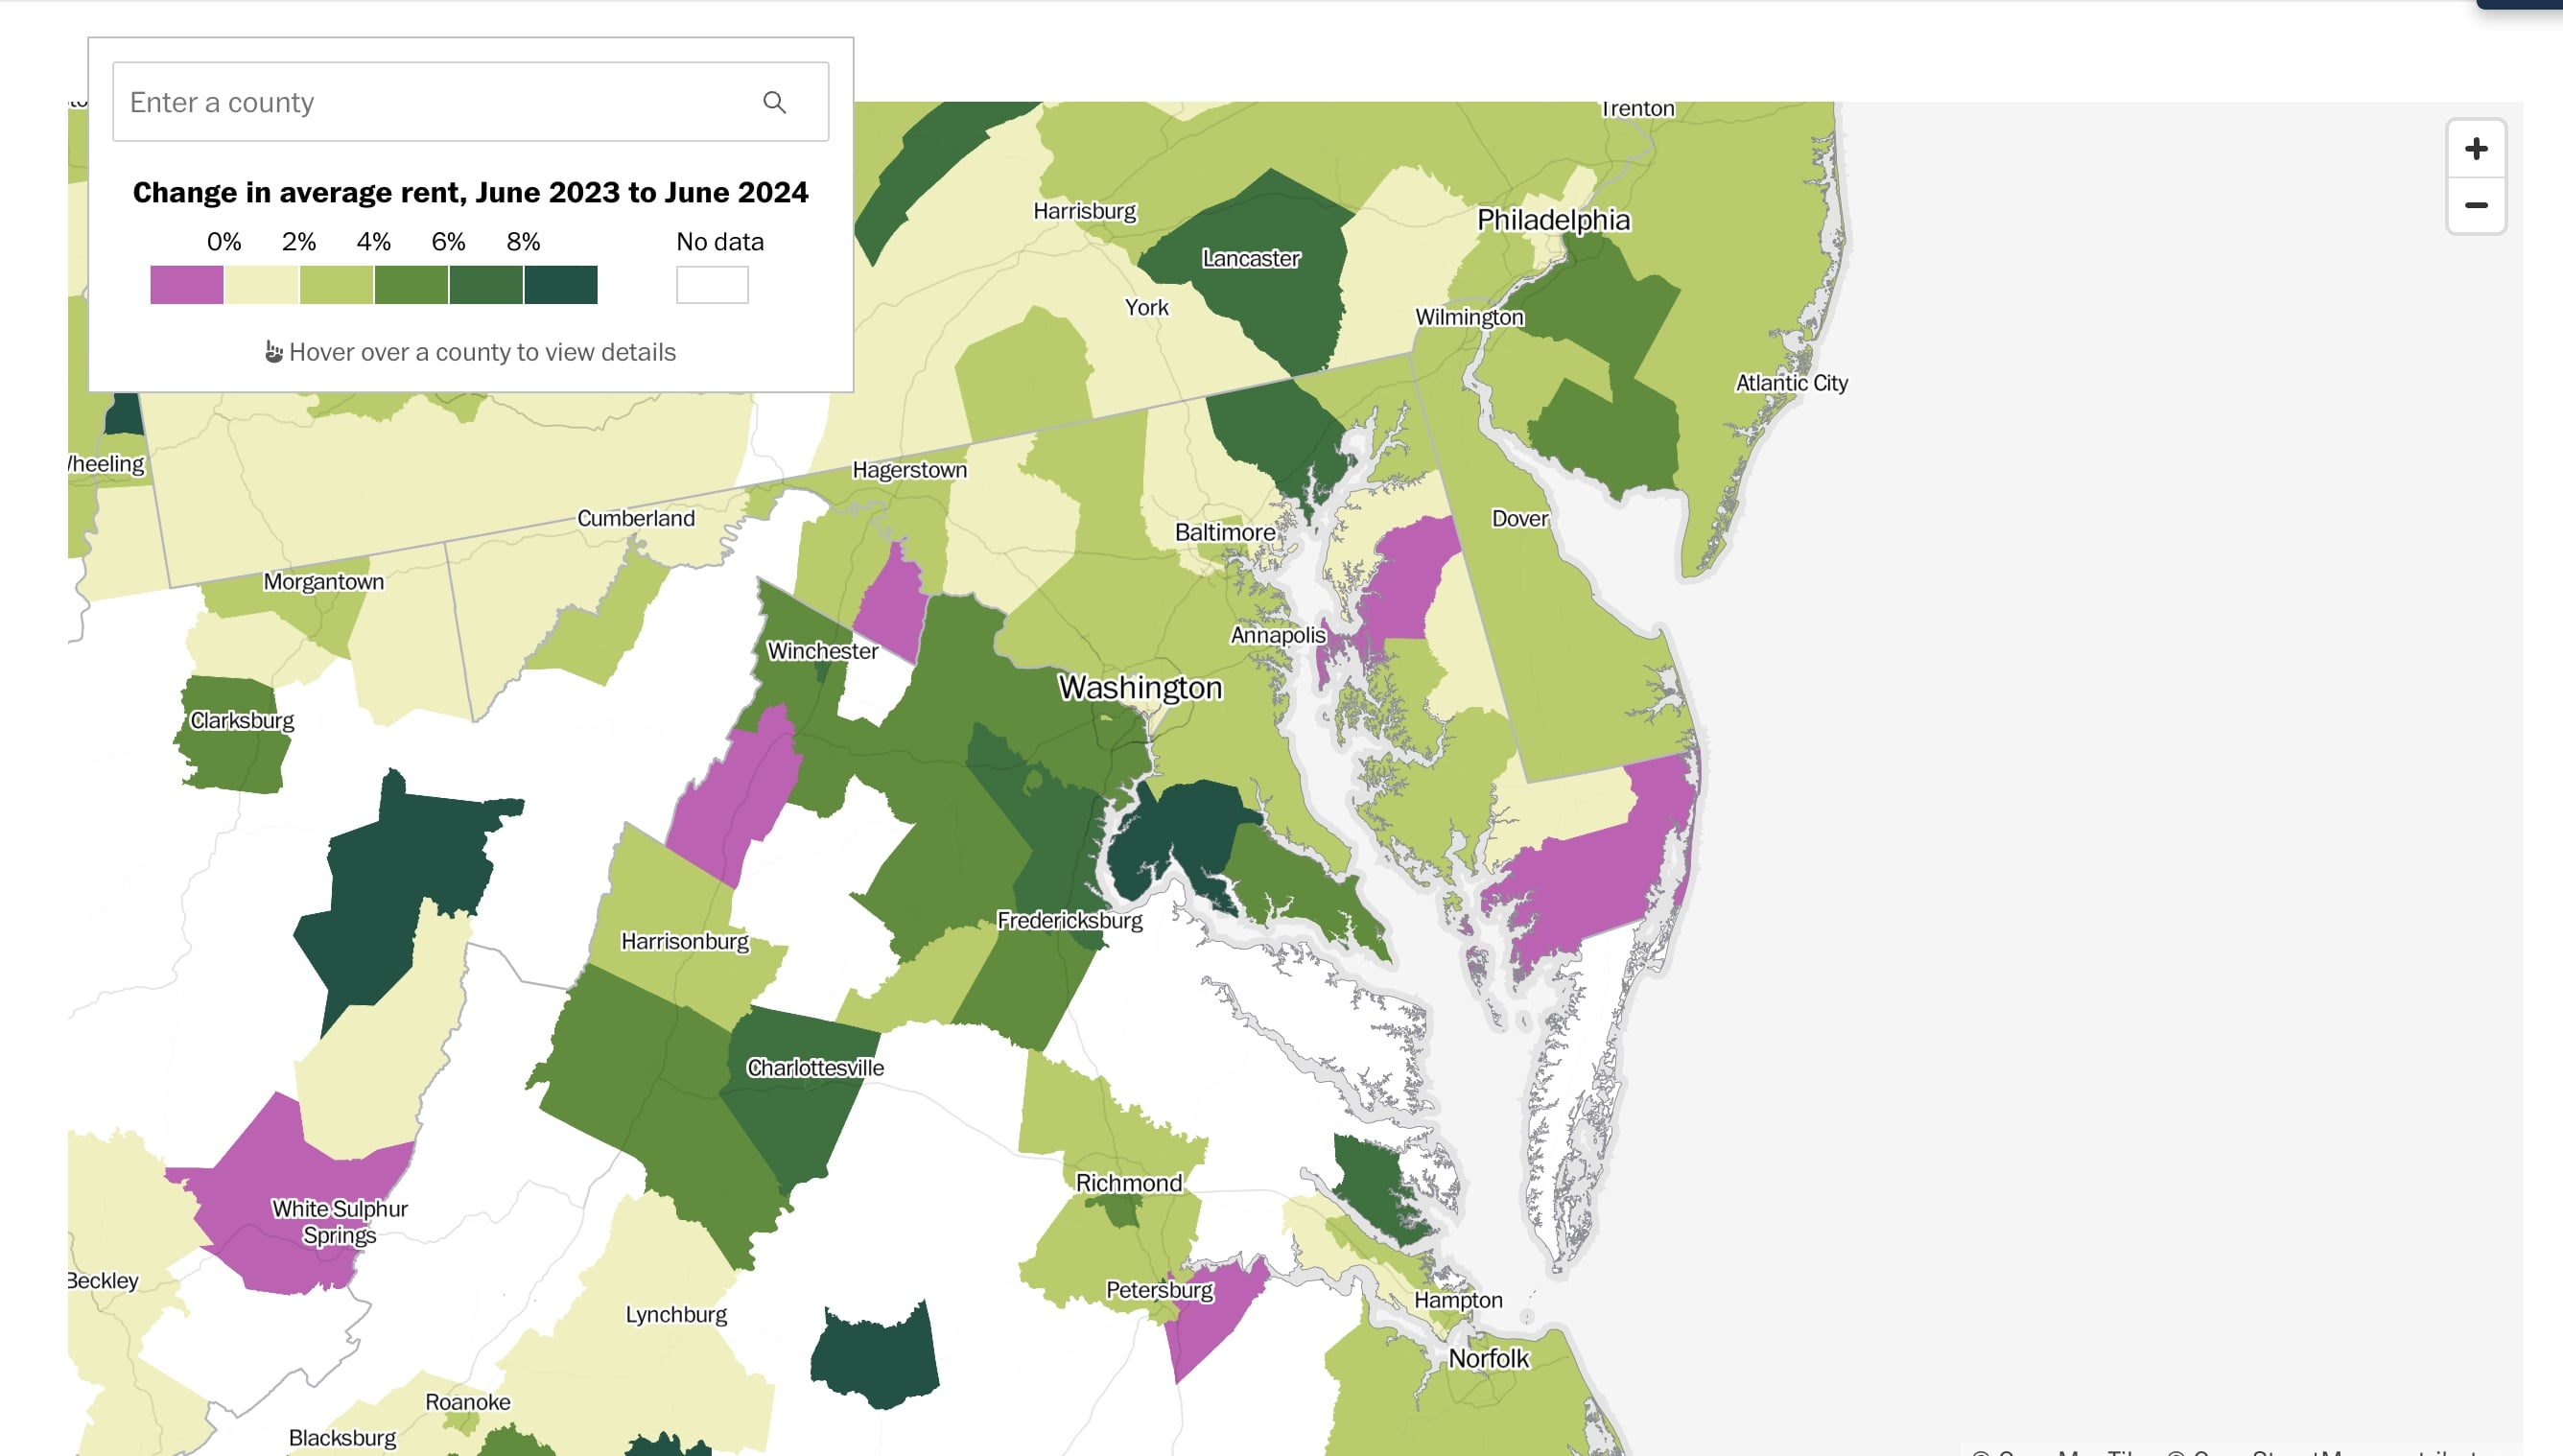 Enter a county
Change in average rent, June 2023 to June 2024
0% 2% 4% 6% 8% No data
Hover over a county to view details
+
−
Trenton
Harrisburg
Philadelphia
Lancaster
York
Wilmington
Atlantic City
Hagerstown
Cumberland
Dover
Baltimore
Morgantown
Annapolis
Winchester
Washington
Clarksburg
Fredericksburg
Harrisonburg
Charlottesville
Richmond
White Sulphur
Springs
Beckley
Petersburg
Hampton
Lynchburg
Norfolk
Roanoke
Blacksburg